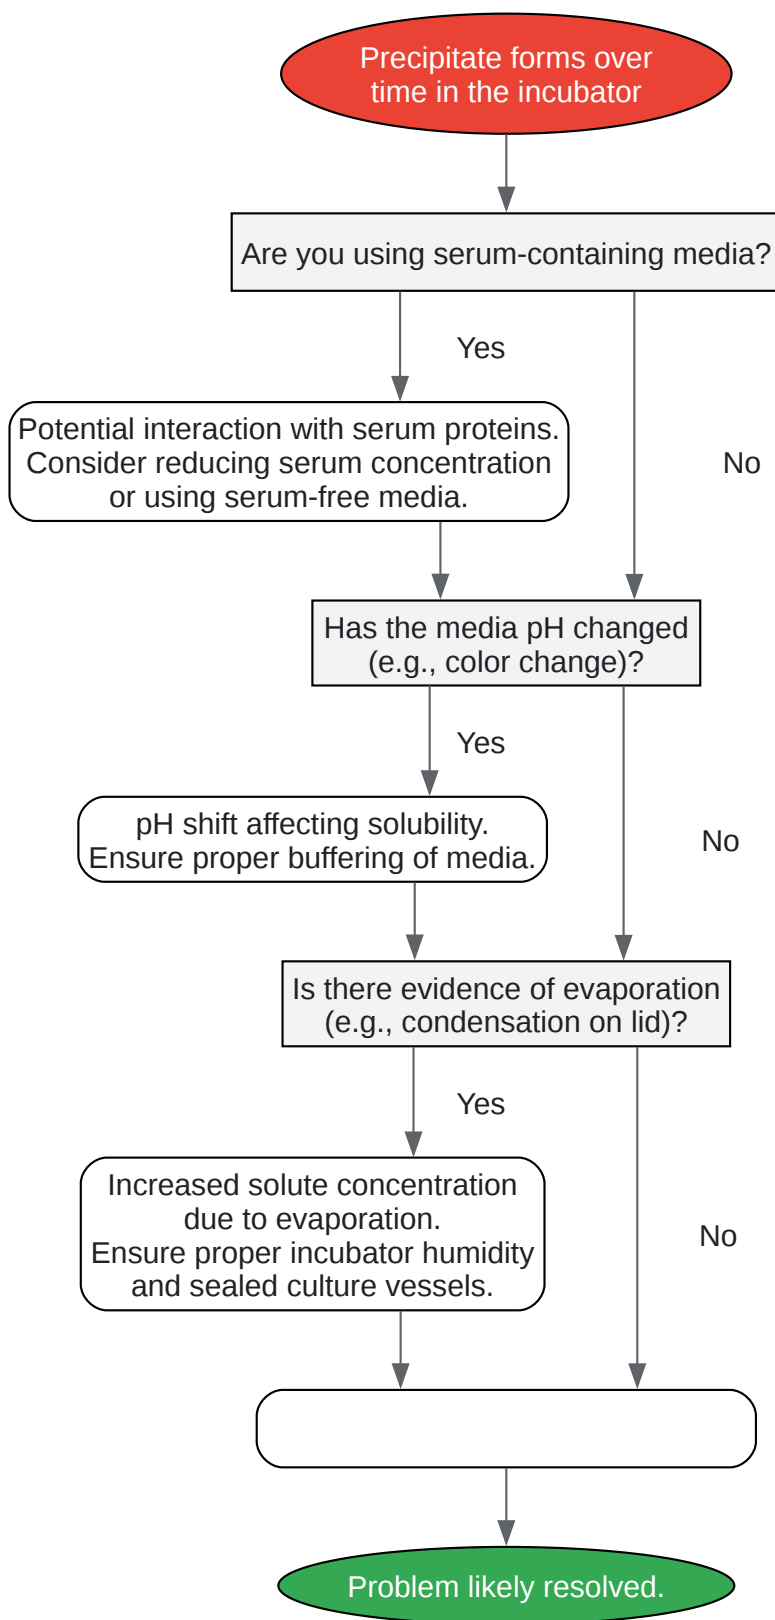 Precipitate forms over
time in the incubator
Are you using serum-containing media?
Yes
Potential interaction with serum proteins.
Consider reducing serum concentration
or using serum-free media.
No
Has the media pH changed
(e.g., color change)?
Yes
pH shift affecting solubility.
Ensure proper buffering of media.
No
Is there evidence of evaporation
(e.g., condensation on lid)?
Yes
Increased solute concentration
due to evaporation.
Ensure proper incubator humidity
and sealed culture vessels.
No
Problem likely resolved.